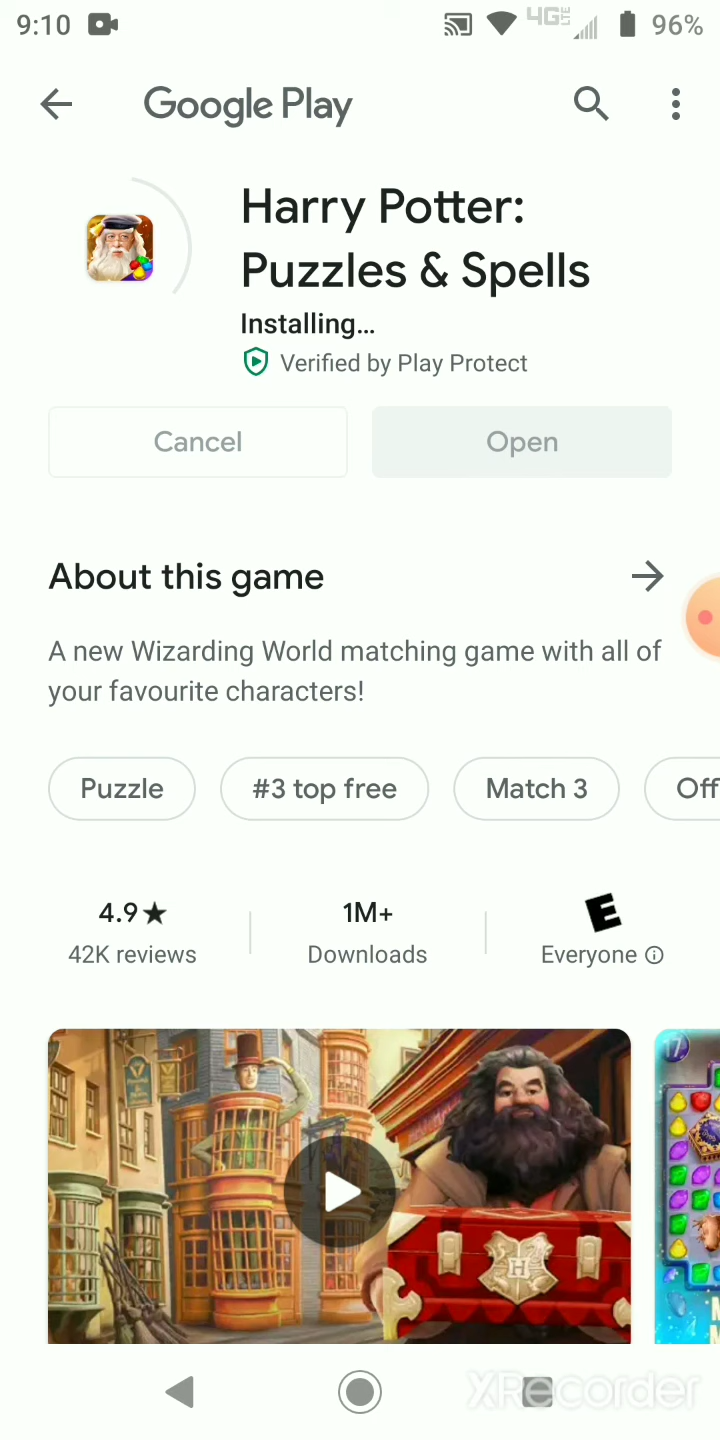 9:10
4G LTE
96%
Google Play
Harry Potter:
Puzzles & Spells
Installing...
Verified by Play Protect
Cancel
Open
About this game
A new Wizarding World matching game with all of
your favourite characters!
Puzzle
#3 top free
Match 3
Off
4.9★
42K reviews
1M+
Downloads
E
Everyone
17
H
XRecorder